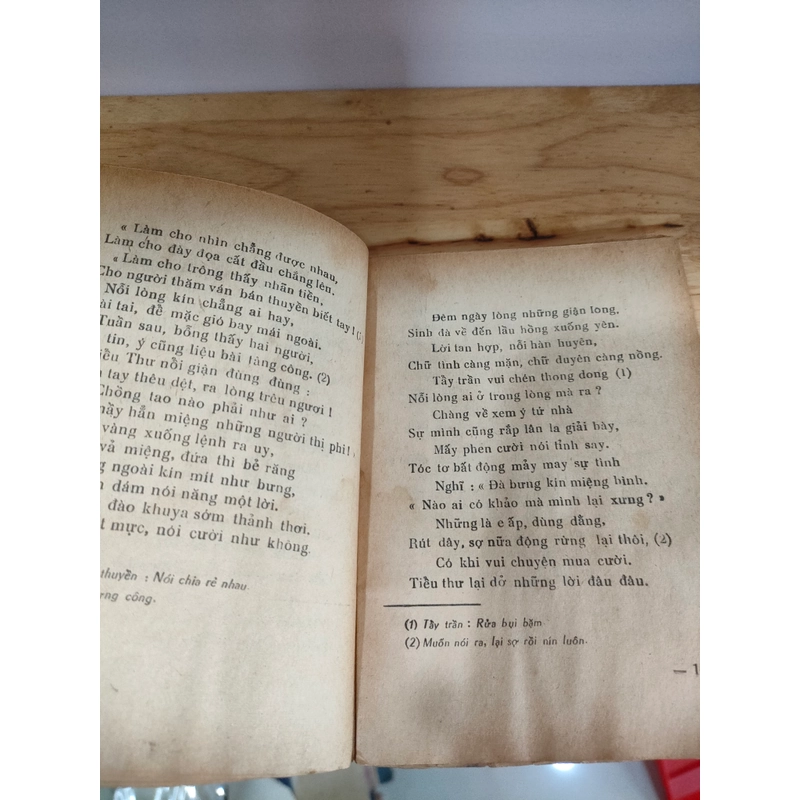 « Làm cho nhìn chẳng được nhau,
Làm cho đày dọa cất đầu chẳng lên.
« Làm cho trông thấy nhãn tiền,
Cho người thăm ván bán thuyền biết tay ! (1)
Nỗi lòng kín chẳng ai hay,
tai, để mặc gió bay mái ngoài.
Tuần sau, bỗng thấy hai người,
tin, ý cũng liệu bài tâng công. (2)
Thư nổi giận đùng đùng :
tay thêu dệt, ra lòng trêu ngươi !
Chồng tao nào phải như ai ?
hẳn miệng những người thị phi !
vàng xuống lệnh ra uy,
vả miệng, đứa thì bẻ răng
ngoài kín mít như bưng,
dám nói năng một lời.
đào khuya sớm thảnh thơi.
mực, nói cười như không.
thuyền : Nói chia rẽ nhau
công.
Đêm ngày lòng những giận long,
Sinh đà về đến lầu hồng xuống yên.
Lời tan hợp, nỗi hàn huyên,
Chữ tình càng mặn, chữ duyên càng nồng.
Tẩy trần vui chén thong dong (1)
Nỗi lòng ai ở trong lòng mà ra ?
Chàng về xem ý tứ nhà
Sự mình cũng rắp lân la giải bày,
Mấy phen cười nói tỉnh say.
Tóc tơ bất động mảy may sự tình
Nghĩ : « Đà bưng kín miệng bình.
« Nào ai có khảo mà mình lại xưng ? »
Những là e ấp, dùng dằng,
Rút dây, sợ nữa động rừng lại thôi, (2)
Có khi vui chuyện mua cười.
Tiểu thư lại dở những lời đâu đâu.
(1) Tẩy trần : Rửa bụi bặm
(2) Muốn nói ra, lại sợ rồi nín luôn.
— 1